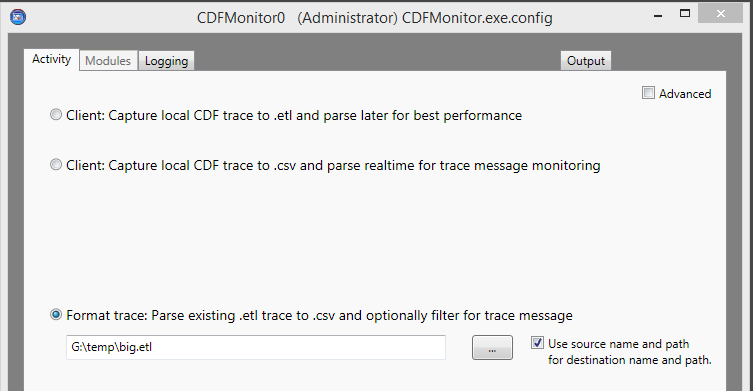 CDFMonitor0 (Administrator) CDFMonitor.exe.config
Activity Modules Logging Output
Advanced
Client: Capture local CDF trace to .etl and parse later for best performance
Client: Capture local CDF trace to .csv and parse realtime for trace message monitoring
Format trace: Parse existing .etl trace to .csv and optionally filter for trace message
G:\temp\big.etl ... Use source name and path
for destination name and path.